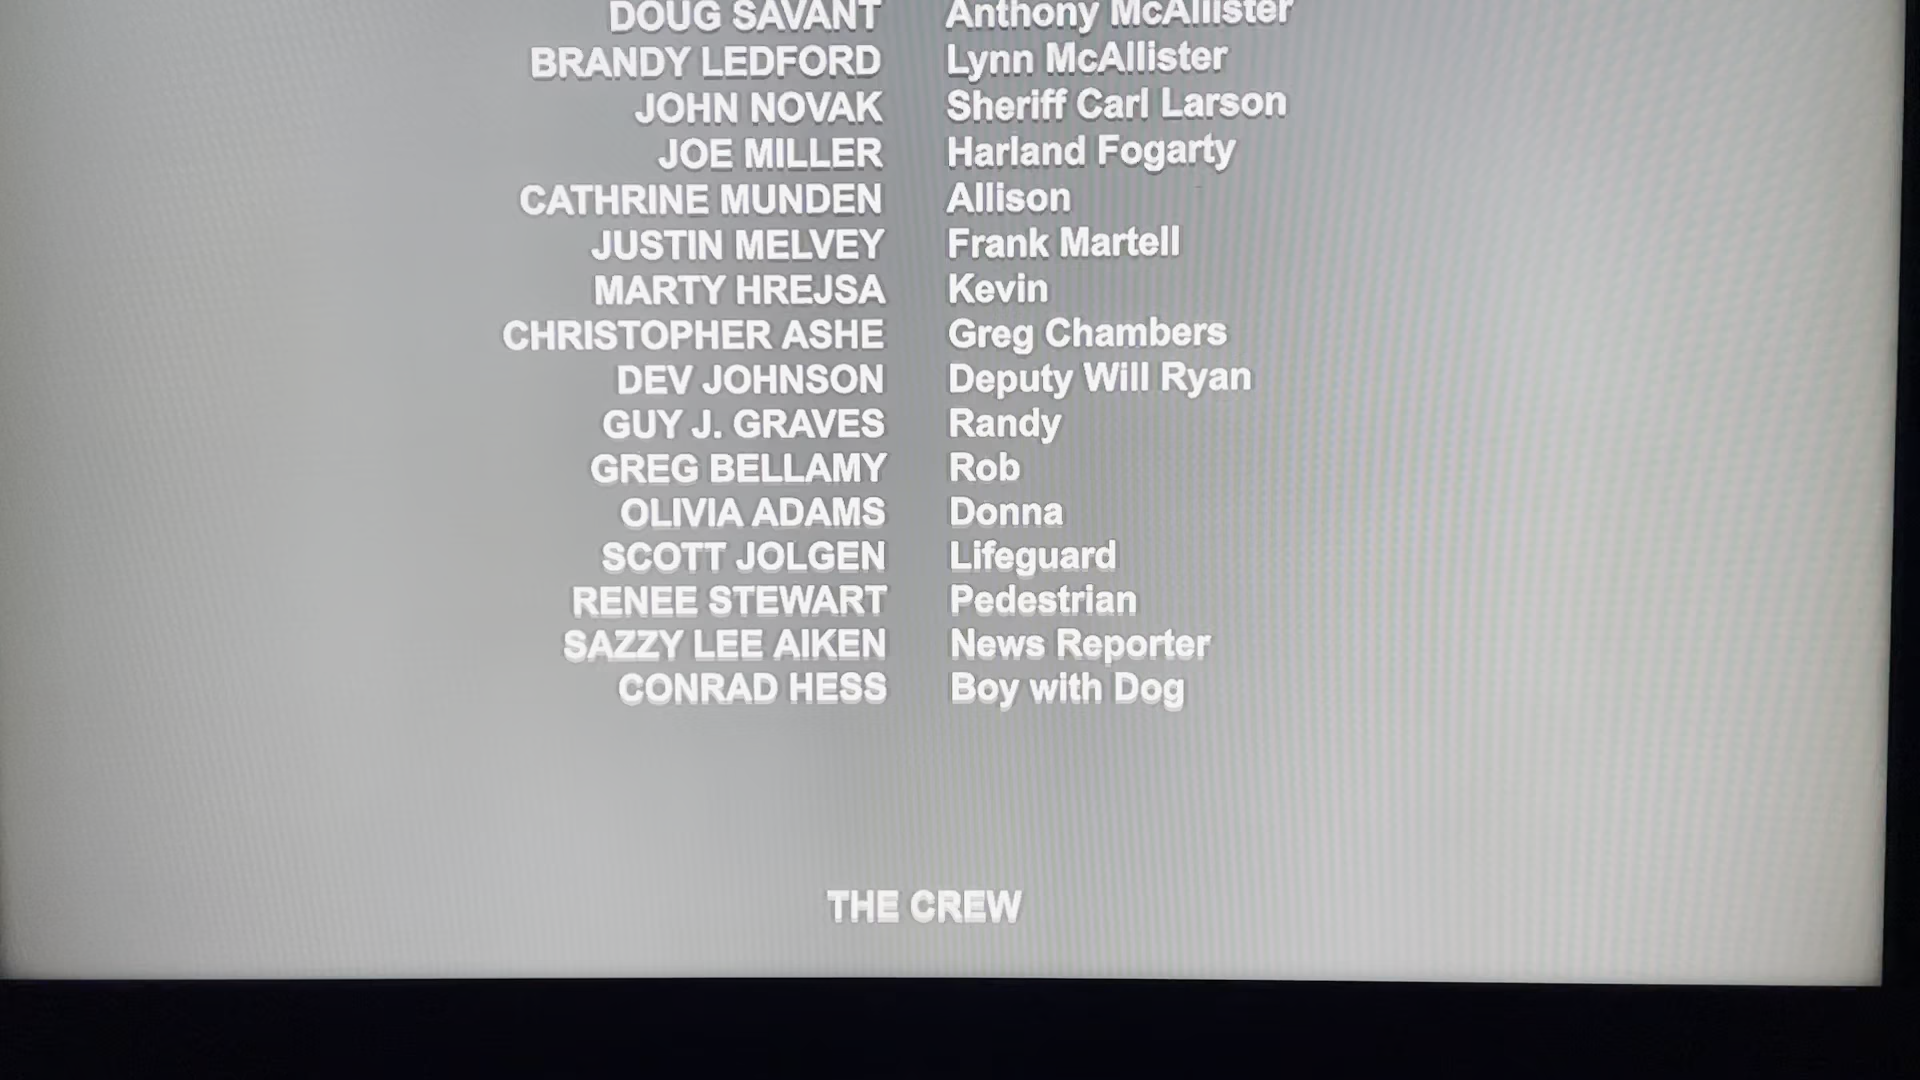 DOUG SAVANT Anthony McAllister
BRANDY LEDFORD Lynn McAllister
JOHN NOVAK Sheriff Carl Larson
JOE MILLER Harland Fogarty
CATHRINE MUNDEN Allison
JUSTIN MELVEY Frank Martell
MARTY HREJSA Kevin
CHRISTOPHER ASHE Greg Chambers
DEV JOHNSON Deputy Will Ryan
GUY J. GRAVES Randy
GREG BELLAMY Rob
OLIVIA ADAMS Donna
SCOTT JOLGEN Lifeguard
RENEE STEWART Pedestrian
SAZZY LEE AIKEN News Reporter
CONRAD HESS Boy with Dog
THE CREW